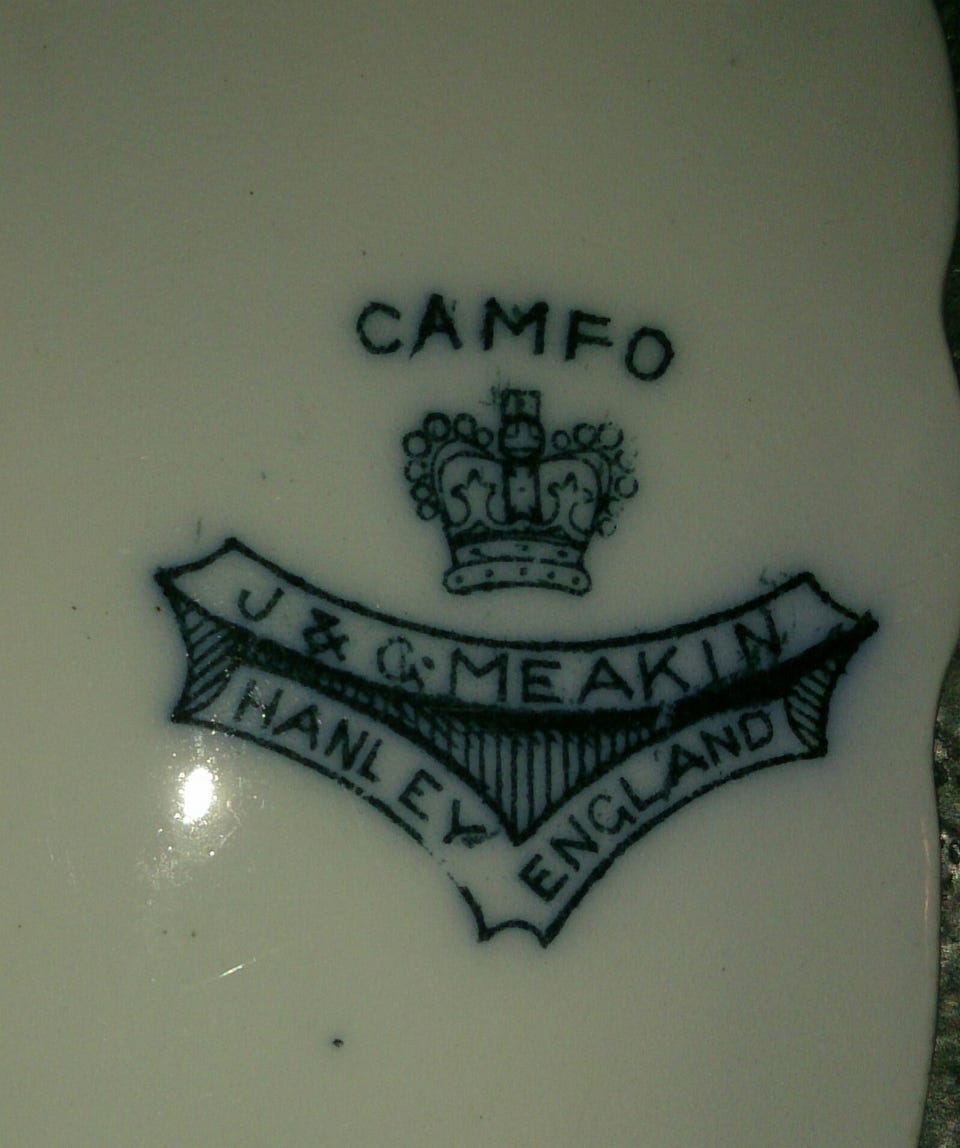 CAMFO
J & G. MEAKIN
HANLEY
ENGLAND